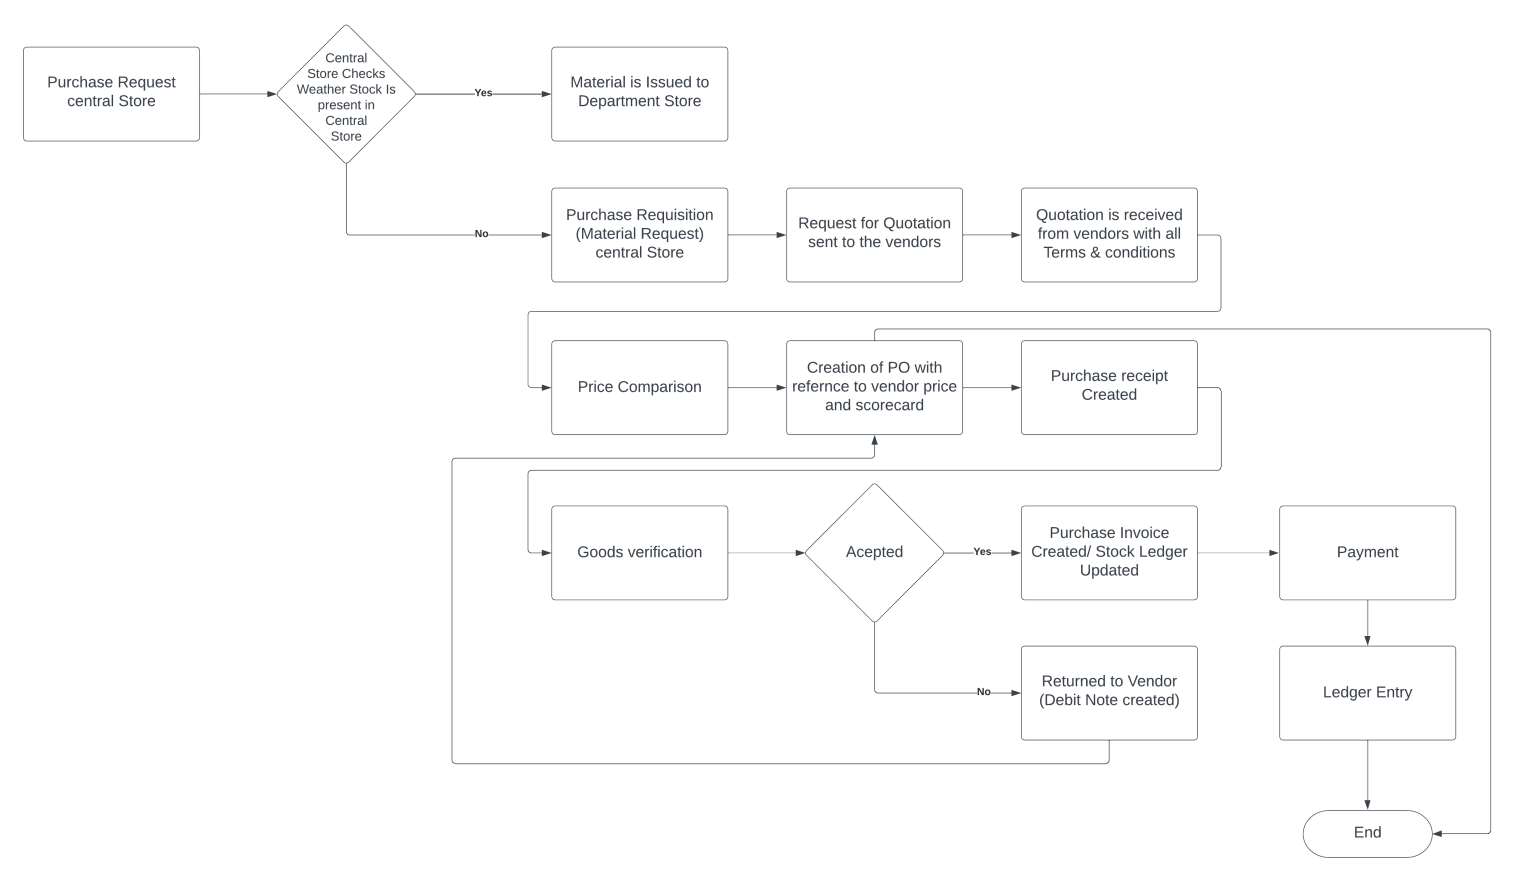 Purchase Request
central Store
Central
Store Checks
Weather Stock Is
present in
Central
Store
Yes
Material is Issued to
Department Store
No
Purchase Requisition
(Material Request)
central Store
Request for Quotation
sent to the vendors
Quotation is received
from vendors with all
Terms & conditions
Price Comparison
Creation of PO with
refernce to vendor price
and scorecard
Purchase receipt
Created
Goods verification
Acepted
Yes
Purchase Invoice
Created/ Stock Ledger
Updated
Payment
No
Returned to Vendor
(Debit Note created)
Ledger Entry
End